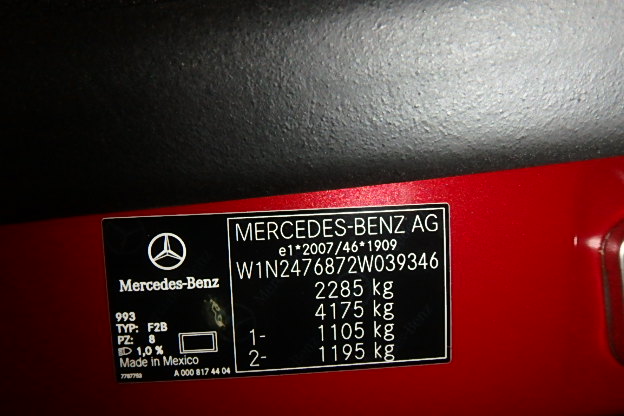 Mercedes-Benz
993
TYP: F2B
PZ: 8
1,0 %
Made in Mexico
A 000 817 44 04
MERCEDES-BENZ AG
e1*2007/46*1909
W1N2476872W039346
2285 kg
4175 kg
1- 1105 kg
2- 1195 kg